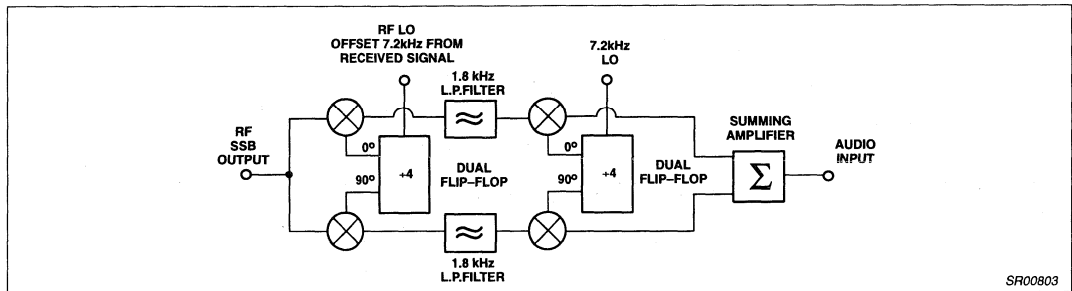 RF LO
OFFSET 7.2kHz FROM
RECEIVED SIGNAL
7.2kHz
LO
1.8 kHz
L.P.FILTER
SUMMING
AMPLIFIER
RF
SSB
OUTPUT
0°
÷4
90°
DUAL
FLIP–FLOP
0°
÷4
90°
DUAL
FLIP–FLOP
Σ
AUDIO
INPUT
1.8 kHz
L.P.FILTER
SR00803